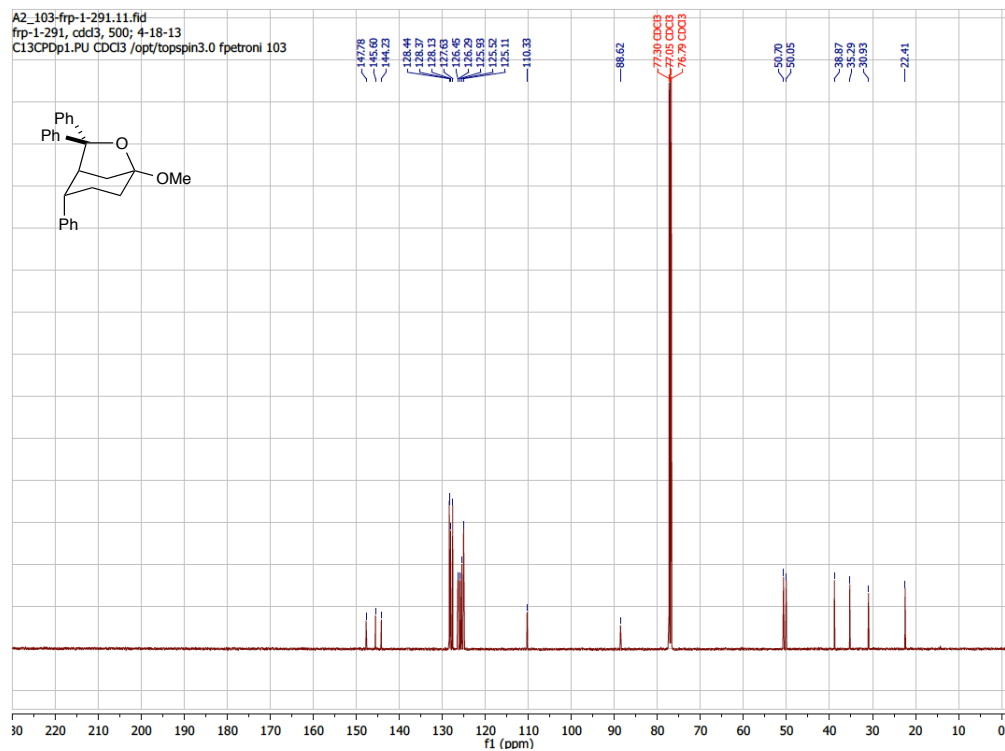 A2_103-frp-1-291.11.fid
frp-1-291, cdcl3, 500; 4-18-13
C13CPDp1.PU CDCl3 /opt/topspin3.0 fpetroni 103
147.78
145.60
144.23
128.44
128.37
128.13
127.63
126.45
126.29
125.93
125.52
125.11
110.33
88.62
77.30 CDCl3
77.05 CDCl3
76.79 CDCl3
50.70
50.05
38.87
35.29
30.93
22.41
Ph
Ph
O
OMe
Ph
30 220 210 200 190 180 170 160 150 140 130 120 110 100 90 80 70 60 50 40 30 20 10
f1 (ppm)